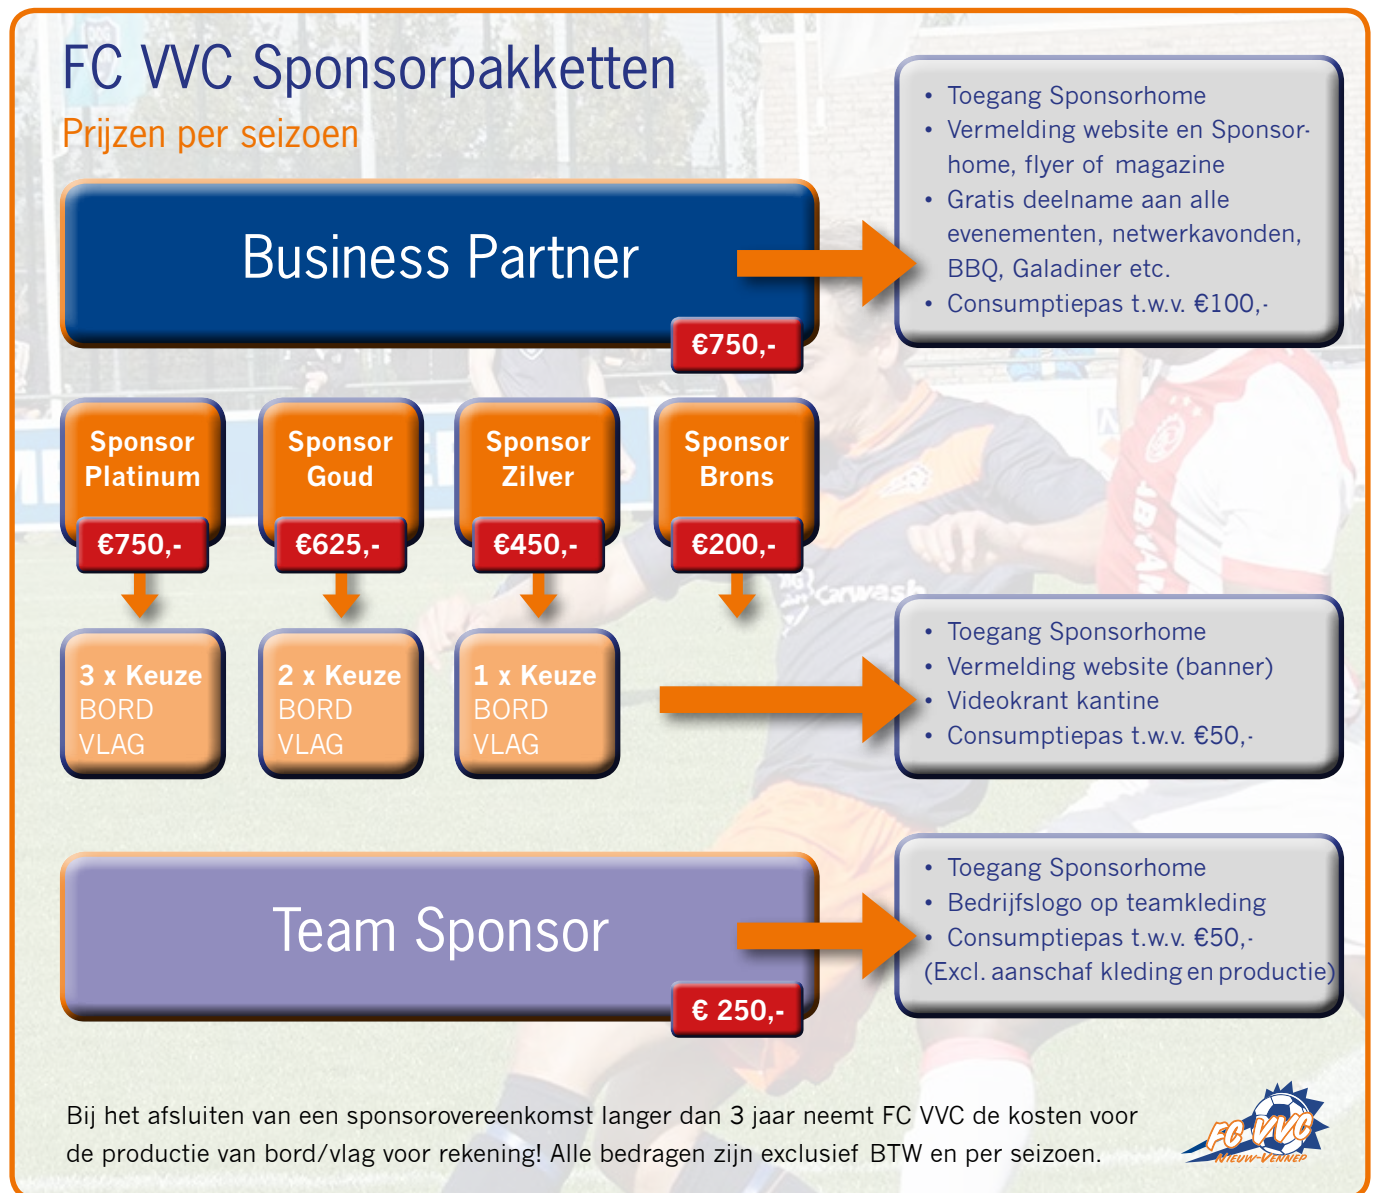 FC VVC Sponsorpakketten
Prijzen per seizoen
Business Partner
€750,-
• Toegang Sponsorhome
• Vermelding website en Sponsor-
home, flyer of magazine
• Gratis deelname aan alle
evenementen, netwerkavonden,
BBQ, Galadiner etc.
• Consumptiepas t.w.v. €100,-
Sponsor
Platinum
€750,-
Sponsor
Goud
€625,-
Sponsor
Zilver
€450,-
Sponsor
Brons
€200,-
3 x Keuze
BORD
VLAG
2 x Keuze
BORD
VLAG
1 x Keuze
BORD
VLAG
Carwash
• Toegang Sponsorhome
• Vermelding website (banner)
• Videokrant kantine
• Consumptiepas t.w.v. €50,-
Team Sponsor
€ 250,-
• Toegang Sponsorhome
• Bedrijfslogo op teamkleding
• Consumptiepas t.w.v. €50,-
(Excl. aanschaf kleding en productie)
Bij het afsluiten van een sponsorovereenkomst langer dan 3 jaar neemt FC VVC de kosten voor
de productie van bord/vlag voor rekening! Alle bedragen zijn exclusief BTW en per seizoen.
FC VVC
NIEUW-VENNEP